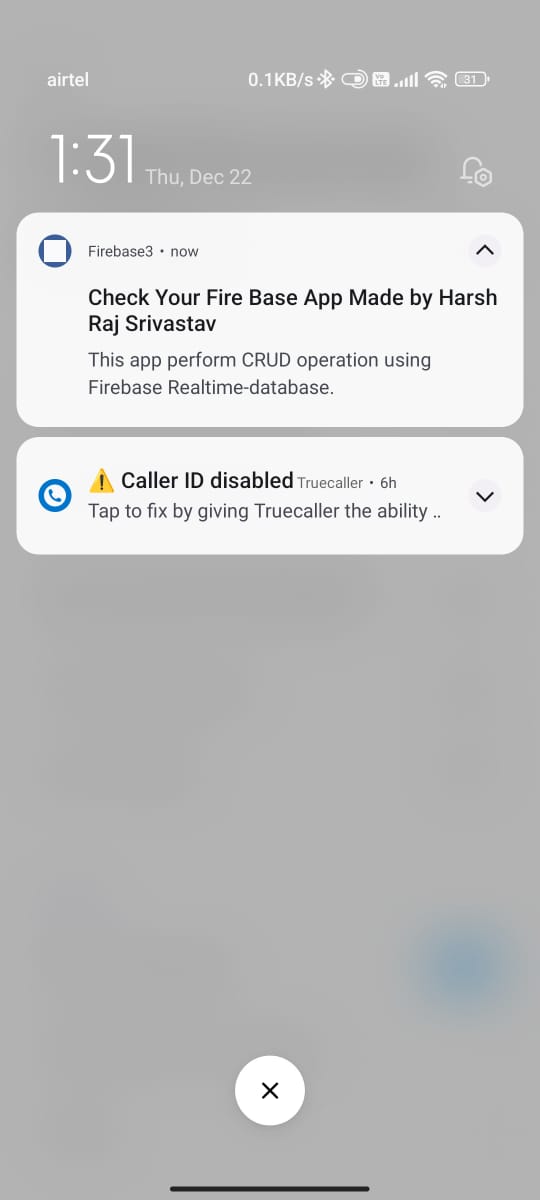 airtel
0.1KB/s
Vo
LTE
31
1:31
Thu, Dec 22
Firebase3 • now
Check Your Fire Base App Made by Harsh
Raj Srivastav
This app perform CRUD operation using
Firebase Realtime-database.
⚠️ Caller ID disabled Truecaller • 6h
Tap to fix by giving Truecaller the ability ..